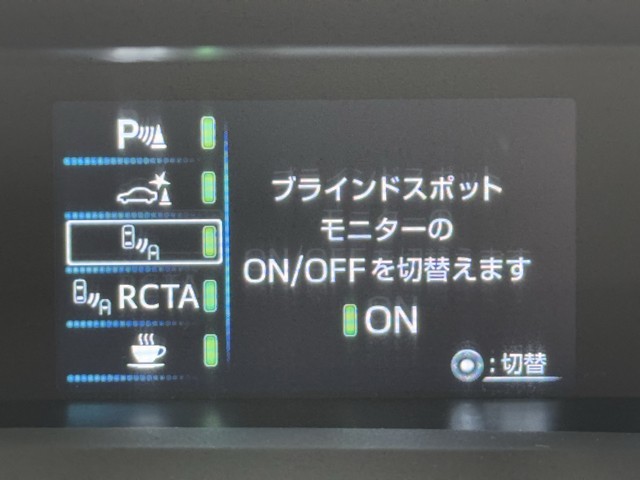 P
RCTA
ブラインドスポット
モニターの
ON/OFFを切替えます
ON
:切替